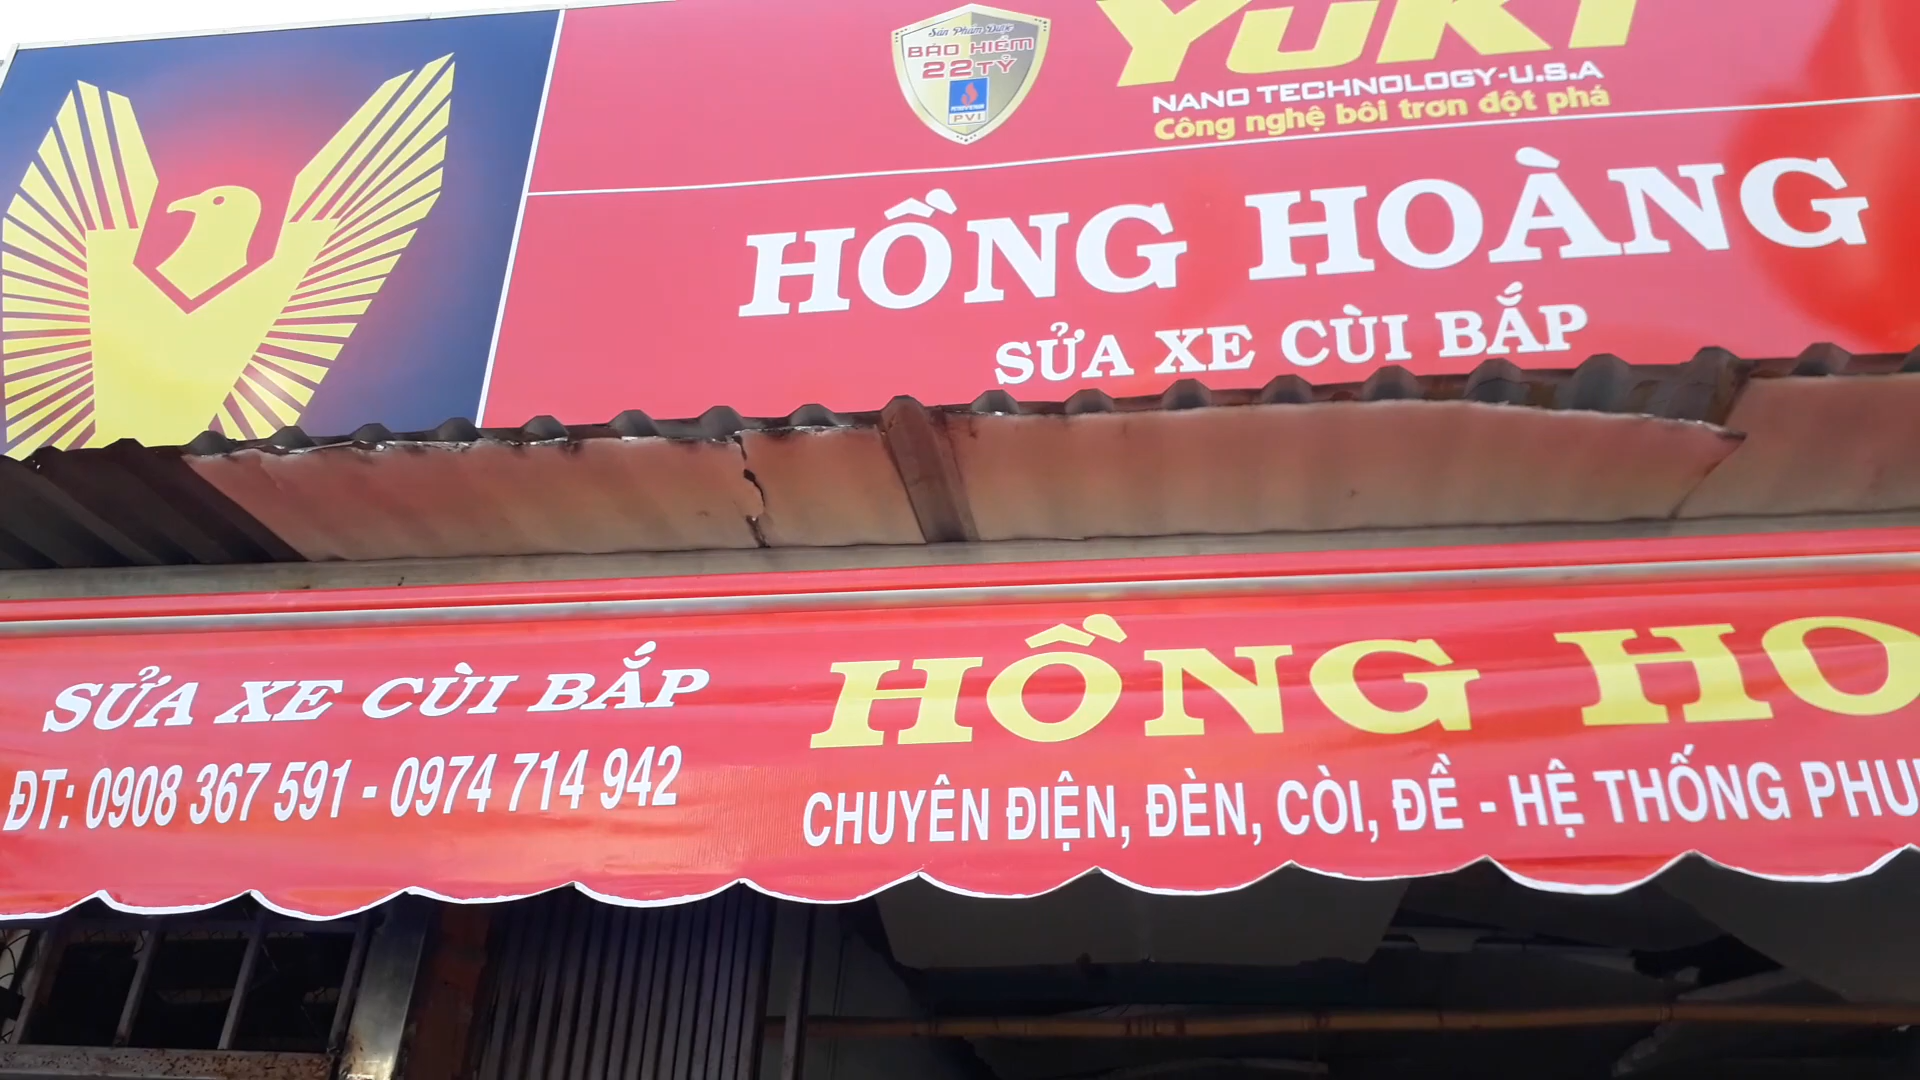 Sản Phẩm Được
BẢO HIỂM
22 TỶ
PETROVIETNAM
PVI
YUKI
NANO TECHNOLOGY-U.S.A
Công nghệ bôi trơn đột phá
HỒNG HOÀNG
SỬA XE CÙI BẮP
SỬA XE CÙI BẮP
ĐT: 0908 367 591 - 0974 714 942
HỒNG HO
CHUYÊN ĐIỆN, ĐÈN, CÒI, ĐỀ - HỆ THỐNG PHU